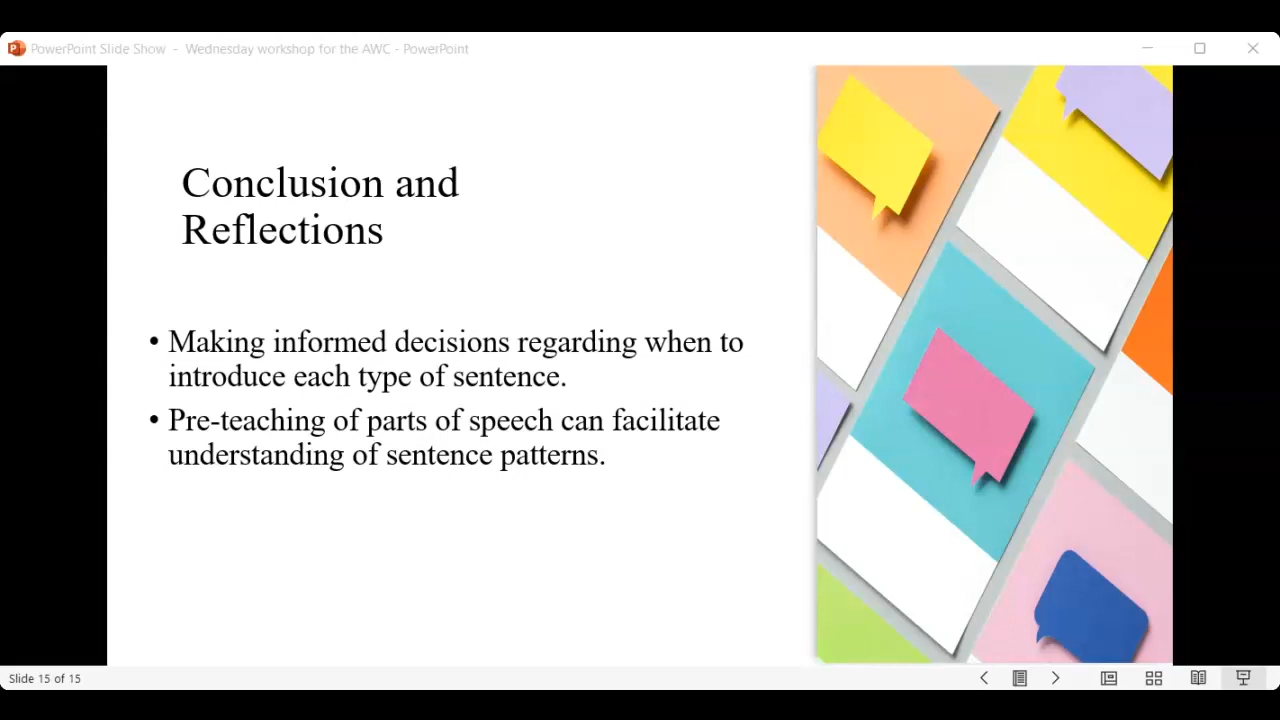 PowerPoint Slide Show - Wednesday workshop for the AWC - PowerPoint
Conclusion and
Reflections
• Making informed decisions regarding when to
introduce each type of sentence.
• Pre-teaching of parts of speech can facilitate
understanding of sentence patterns.
Slide 15 of 15